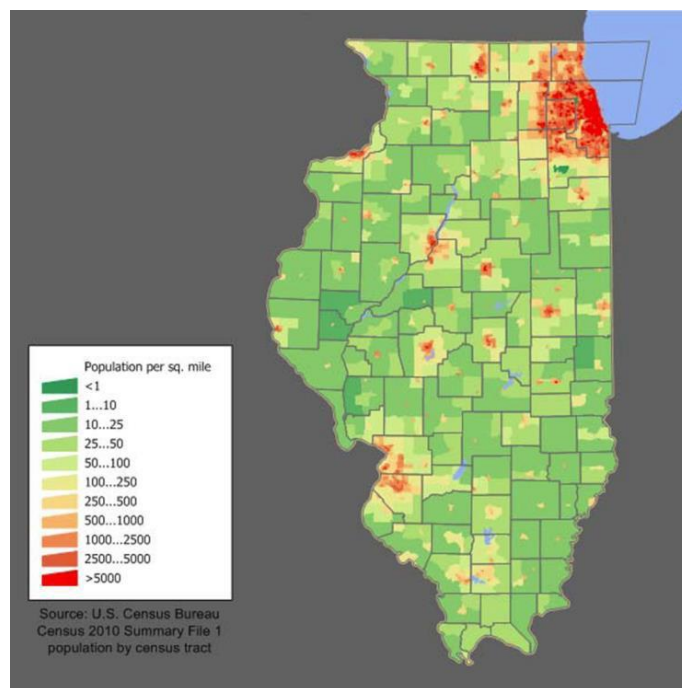 Population per sq. mile
<1
1...10
10...25
25...50
50...100
100...250
250...500
500...1000
1000...2500
2500...5000
>5000
Source: U.S. Census Bureau
Census 2010 Summary File 1
population by census tract